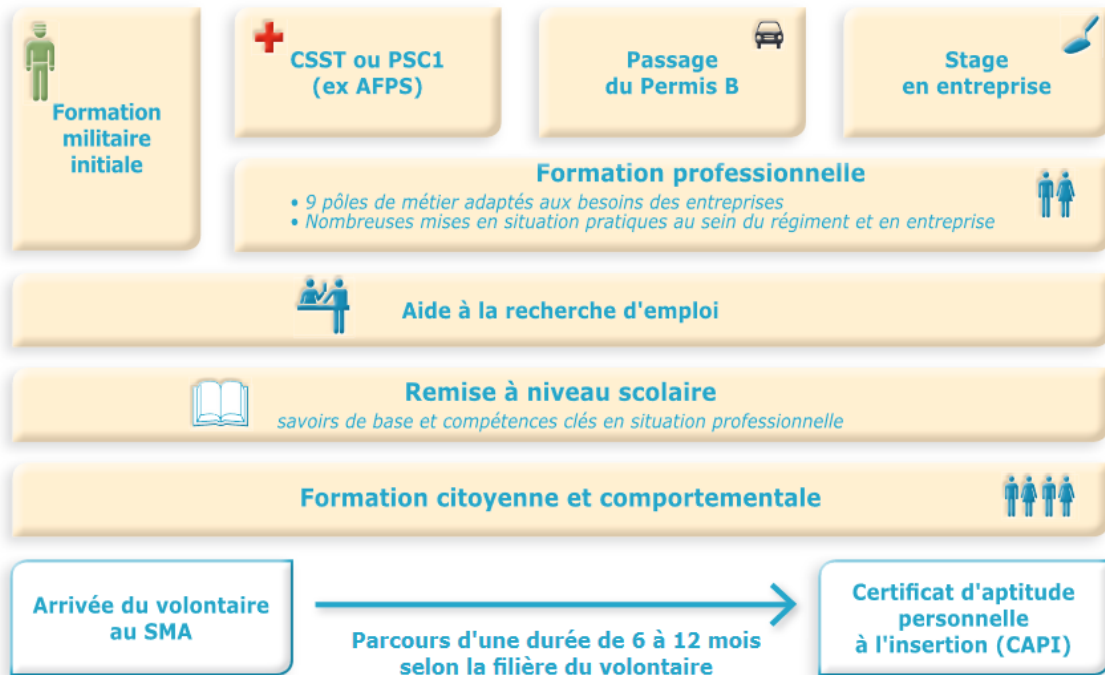 Formation
militaire
initiale
CSST ou PSC1
(ex AFPS)
Passage
du Permis B
Stage
en entreprise
Formation professionnelle
• 9 pôles de métier adaptés aux besoins des entreprises
• Nombreuses mises en situation pratiques au sein du régiment et en entreprise
Aide à la recherche d'emploi
Remise à niveau scolaire
savoirs de base et compétences clés en situation professionnelle
Formation citoyenne et comportementale
Arrivée du volontaire
au SMA
Parcours d'une durée de 6 à 12 mois
selon la filière du volontaire
Certificat d'aptitude
personnelle
à l'insertion (CAPI)